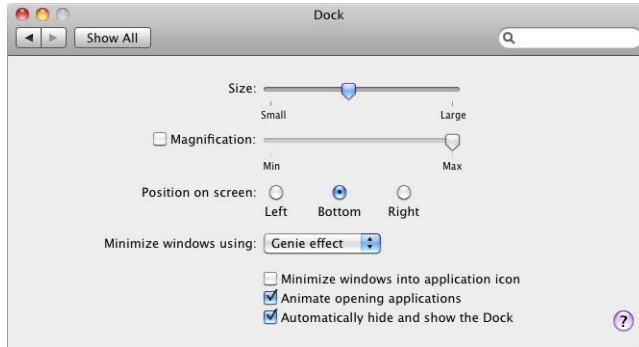 Dock
Show All
Size:
Small Large
Magnification:
Min Max
Position on screen:
Left Bottom Right
Minimize windows using: Genie effect
Minimize windows into application icon
Animate opening applications
Automatically hide and show the Dock
?